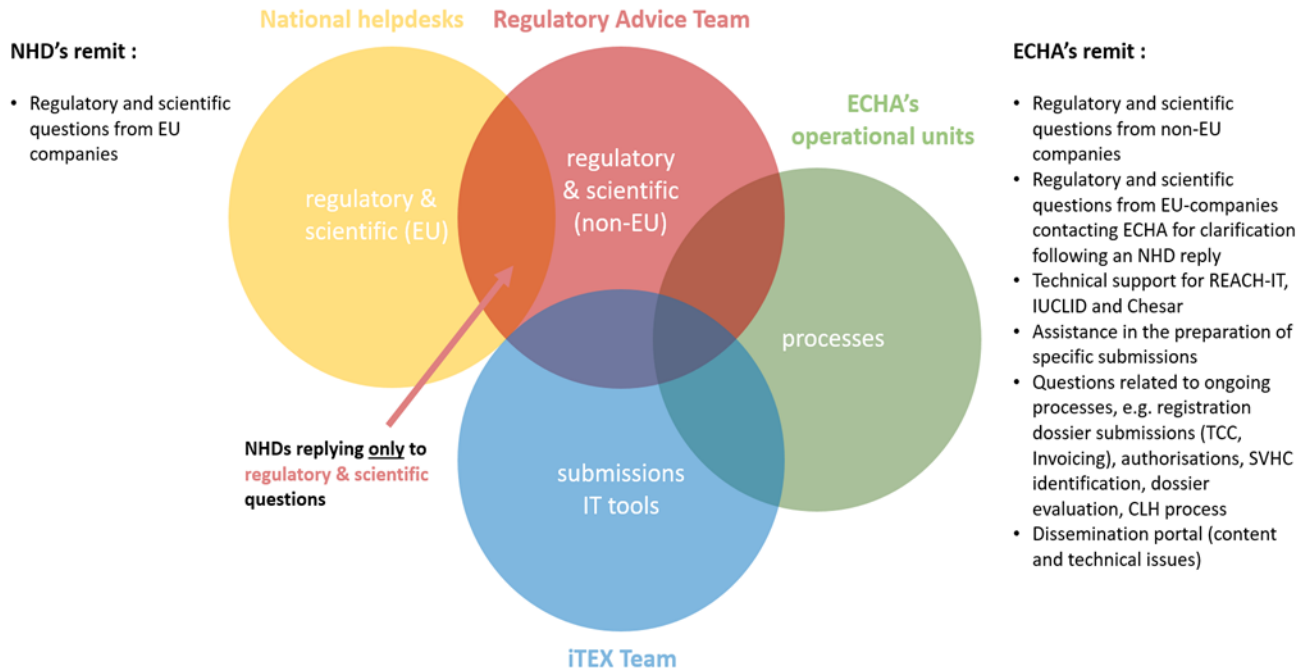 National helpdesks
Regulatory Advice Team
NHD's remit :
• Regulatory and scientific
questions from EU
companies
ECHA's
operational units
regulatory &
scientific (EU)
regulatory
& scientific
(non-EU)
processes
NHDs replying only to
regulatory & scientific
questions
submissions
IT tools
iTEX Team
ECHA's remit :
• Regulatory and scientific
questions from non-EU
companies
• Regulatory and scientific
questions from EU-companies
contacting ECHA for clarification
following an NHD reply
• Technical support for REACH-IT,
IUCLID and Chesar
• Assistance in the preparation of
specific submissions
• Questions related to ongoing
processes, e.g. registration
dossier submissions (TCC,
Invoicing), authorisations, SVHC
identification, dossier
evaluation, CLH process
• Dissemination portal (content
and technical issues)